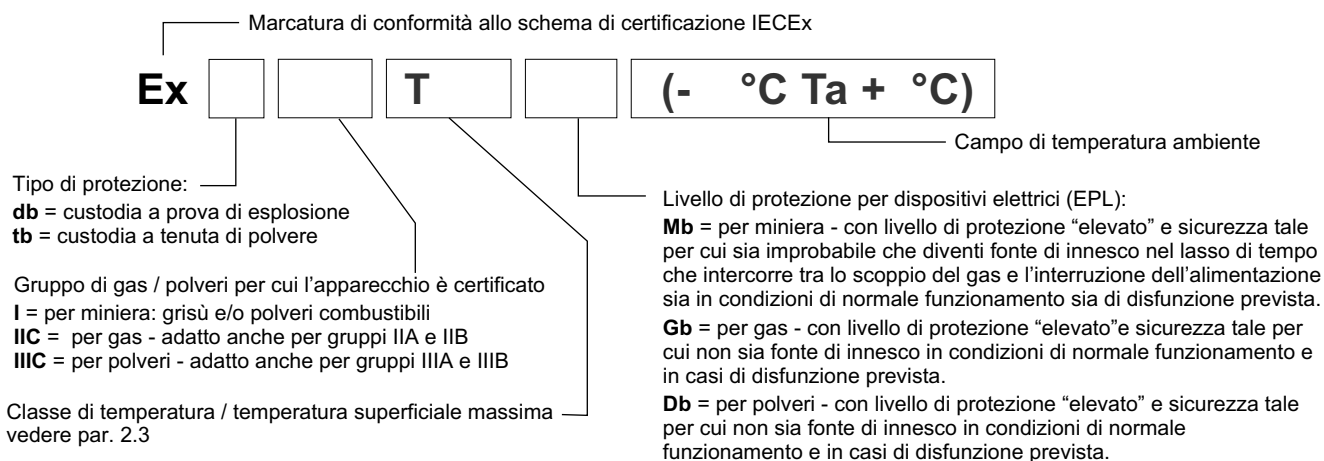 Marcatura di conformità allo schema di certificazione IECEx
Ex T (- °C Ta + °C)
Campo di temperatura ambiente
Tipo di protezione:
db = custodia a prova di esplosione
tb = custodia a tenuta di polvere
Gruppo di gas / polveri per cui l’apparecchio è certificato
I = per miniera: grisù e/o polveri combustibili
IIC = per gas - adatto anche per gruppi IIA e IIB
IIIC = per polveri - adatto anche per gruppi IIIA e IIIB
Classe di temperatura / temperatura superficiale massima
vedere par. 2.3
Livello di protezione per dispositivi elettrici (EPL):
Mb = per miniera - con livello di protezione “elevato” e sicurezza tale
per cui sia improbabile che diventi fonte di innesco nel lasso di tempo
che intercorre tra lo scoppio del gas e l’interruzione dell’alimentazione
sia in condizioni di normale funzionamento sia di disfunzione prevista.
Gb = per gas - con livello di protezione “elevato”e sicurezza tale per
cui non sia fonte di innesco in condizioni di normale funzionamento e
in casi di disfunzione prevista.
Db = per polveri - con livello di protezione “elevato” e sicurezza tale
per cui non sia fonte di innesco in condizioni di normale
funzionamento e in casi di disfunzione prevista.